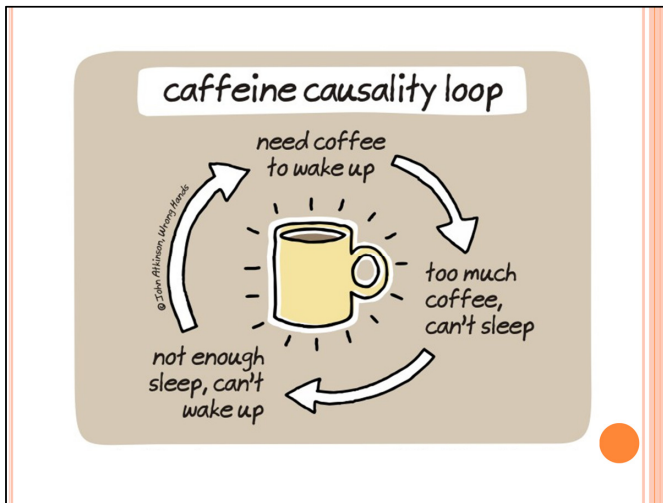 caffeine causality loop
need coffee
to wake up
too much
coffee,
can't sleep
not enough
sleep, can't
wake up
© John Atkinson, Wrong Hands